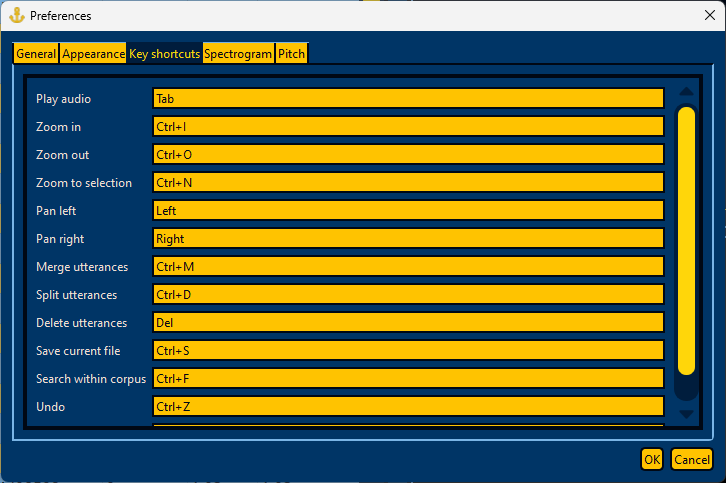 Preferences
General Appearance Key shortcuts Spectrogram Pitch
Play audio Tab
Zoom in Ctrl+I
Zoom out Ctrl+O
Zoom to selection Ctrl+N
Pan left Left
Pan right Right
Merge utterances Ctrl+M
Split utterances Ctrl+D
Delete utterances Del
Save current file Ctrl+S
Search within corpus Ctrl+F
Undo Ctrl+Z
OK Cancel